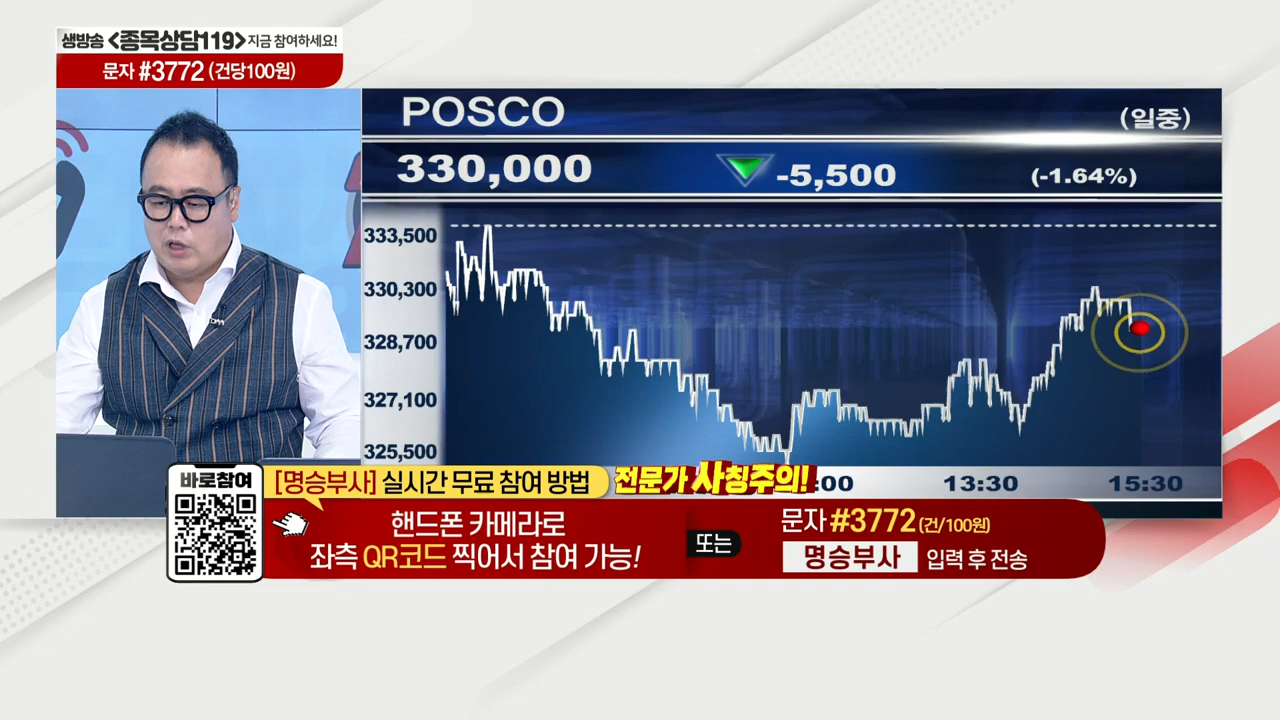 생방송 <종목상담119> 지금 참여하세요!
문자 #3772 (건당100원)
POSCO
(일중)
330,000
-5,500
(-1.64%)
333,500
330,300
328,700
327,100
325,500
:00
13:30
15:30
바로참여
[명승부사] 실시간 무료 참여 방법
전문가 사칭주의!
핸드폰 카메라로
좌측 QR코드 찍어서 참여 가능!
또는
문자 #3772 (건/100원)
명승부사 입력 후 전송